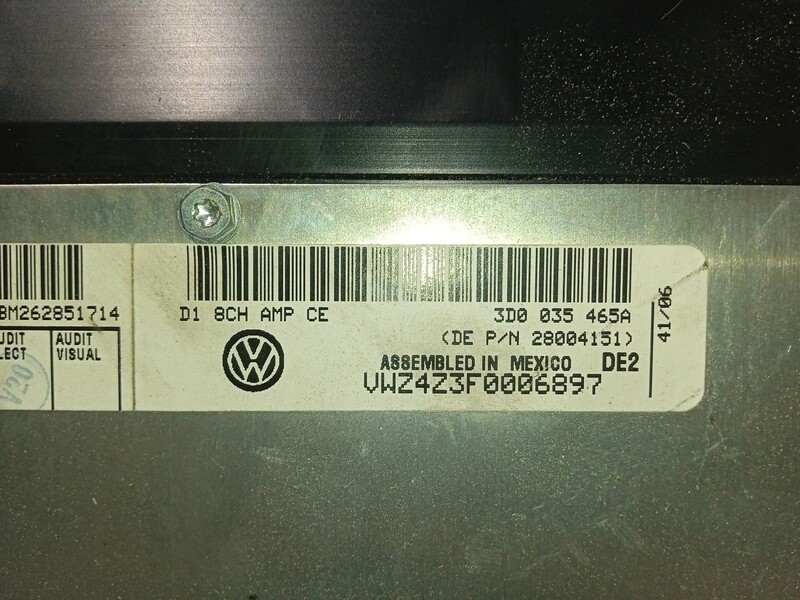 BM262851714
UDIT
LECT
AUDIT
VISUAL
D1 8CH AMP CE
3D0 035 465A
(DE P/N 28004151)
ASSEMBLED IN MEXICO DE2
VWZ4Z3F0006897
41/06